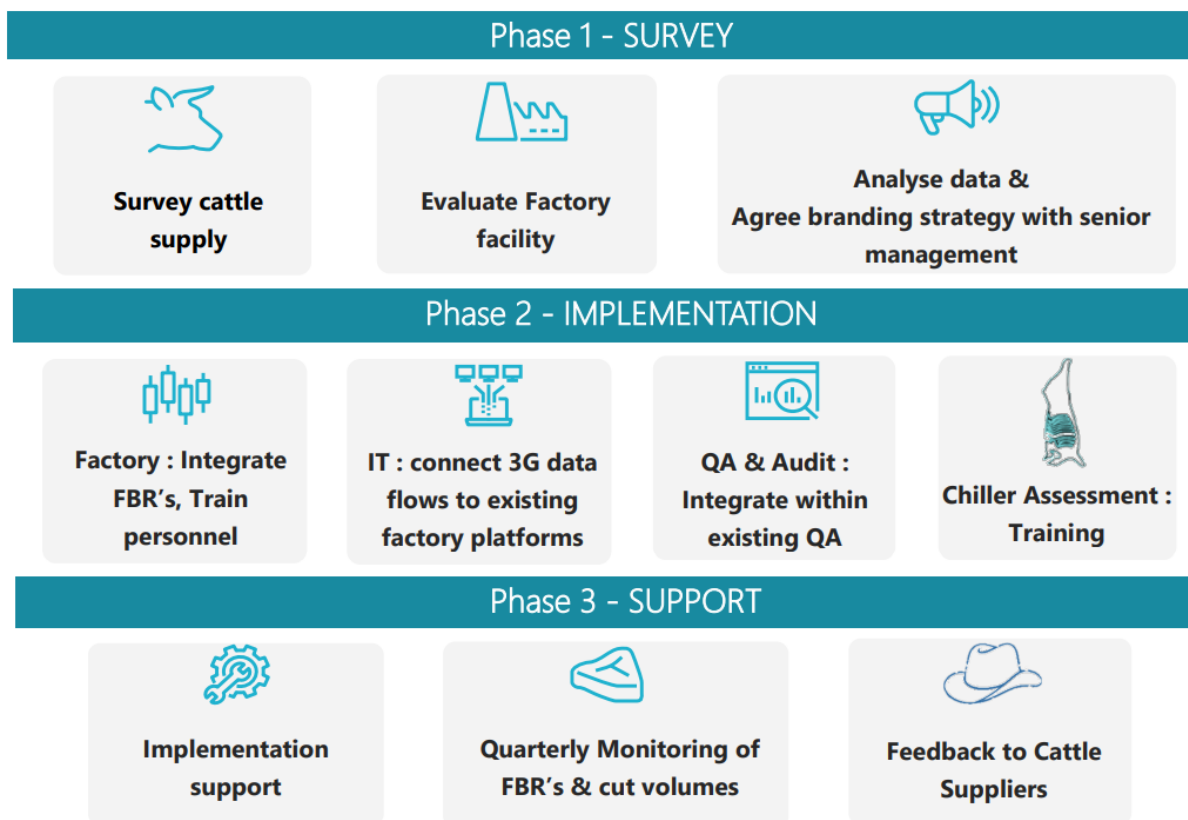 Phase 1 - SURVEY
Survey cattle
supply
Evaluate Factory
facility
Analyse data &
Agree branding strategy with senior
management
Phase 2 - IMPLEMENTATION
Factory : Integrate
FBR's, Train
personnel
IT : connect 3G data
flows to existing
factory platforms
QA & Audit :
Integrate within
existing QA
Chiller Assessment :
Training
Phase 3 - SUPPORT
Implementation
support
Quarterly Monitoring of
FBR's & cut volumes
Feedback to Cattle
Suppliers